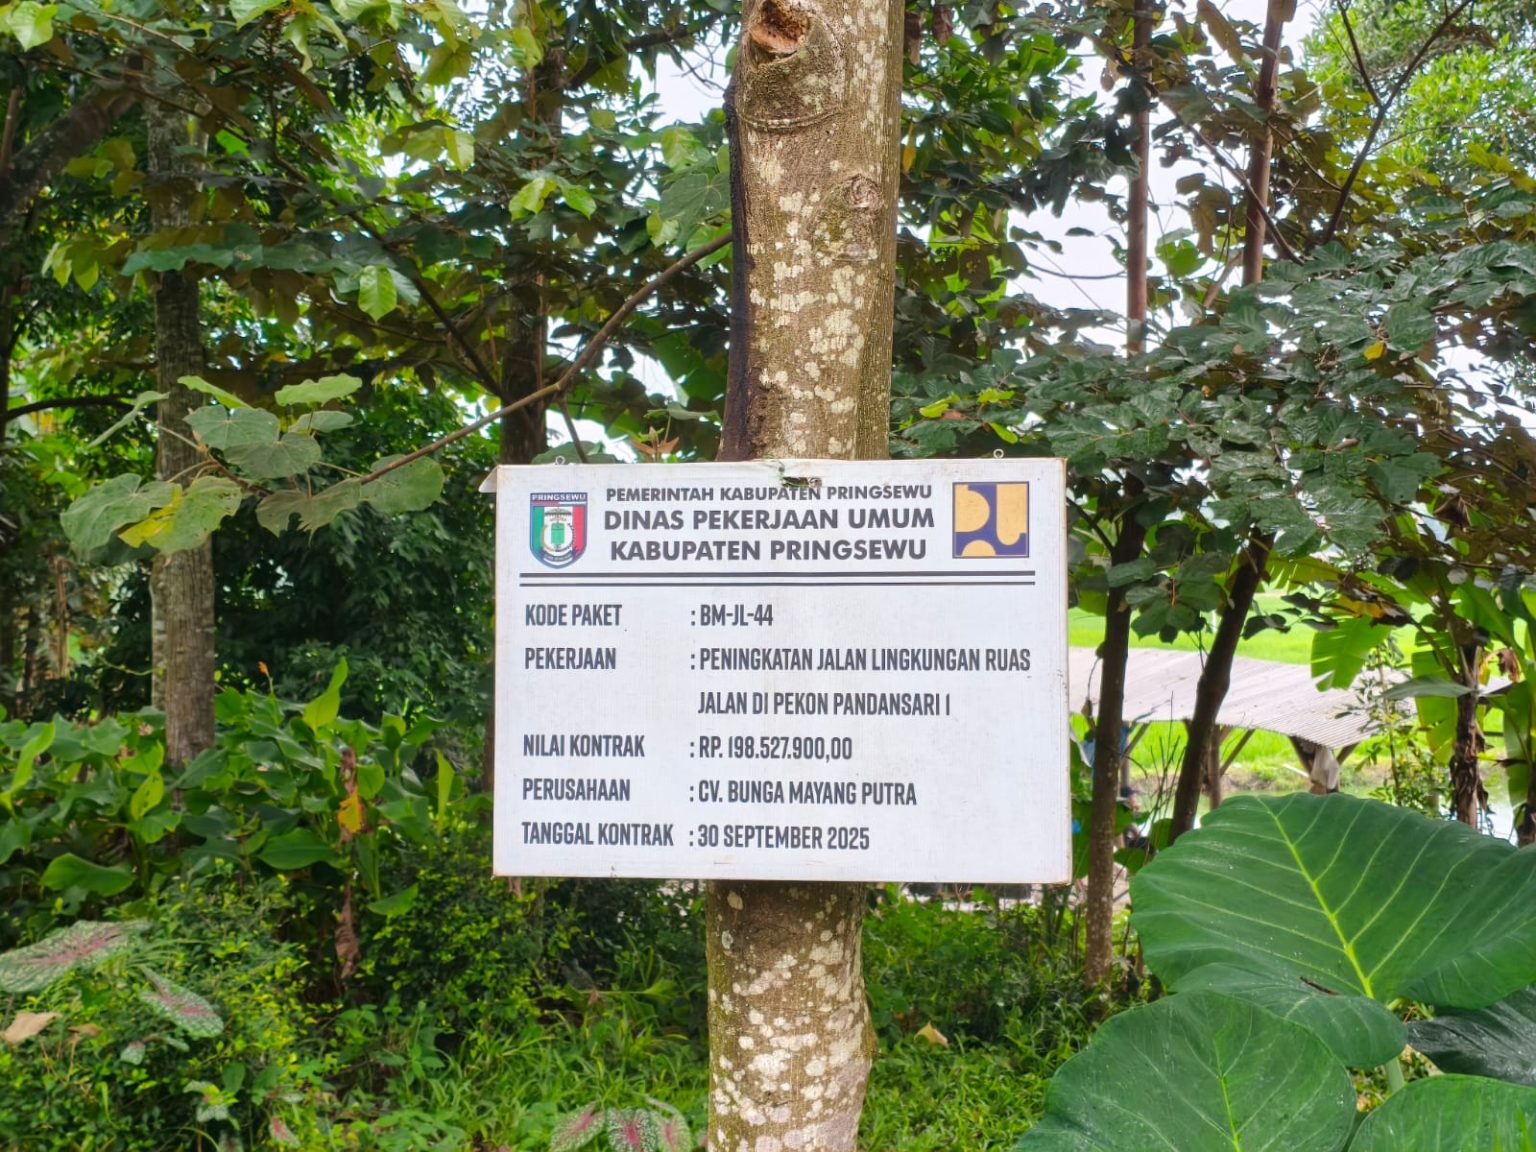 PRINGSEWU
PEMERINTAH KABUPATEN PRINGSEWU
DINAS PEKERJAAN UMUM
KABUPATEN PRINGSEWU
KODE PAKET : BM-JL-44
PEKERJAAN : PENINGKATAN JALAN LINGKUNGAN RUAS
JALAN DI PEKON PANDANSARI 1
NILAI KONTRAK : RP. 198.527.900,00
PERUSAHAAN : CV. BUNGA MAYANG PUTRA
TANGGAL KONTRAK : 30 SEPTEMBER 2025